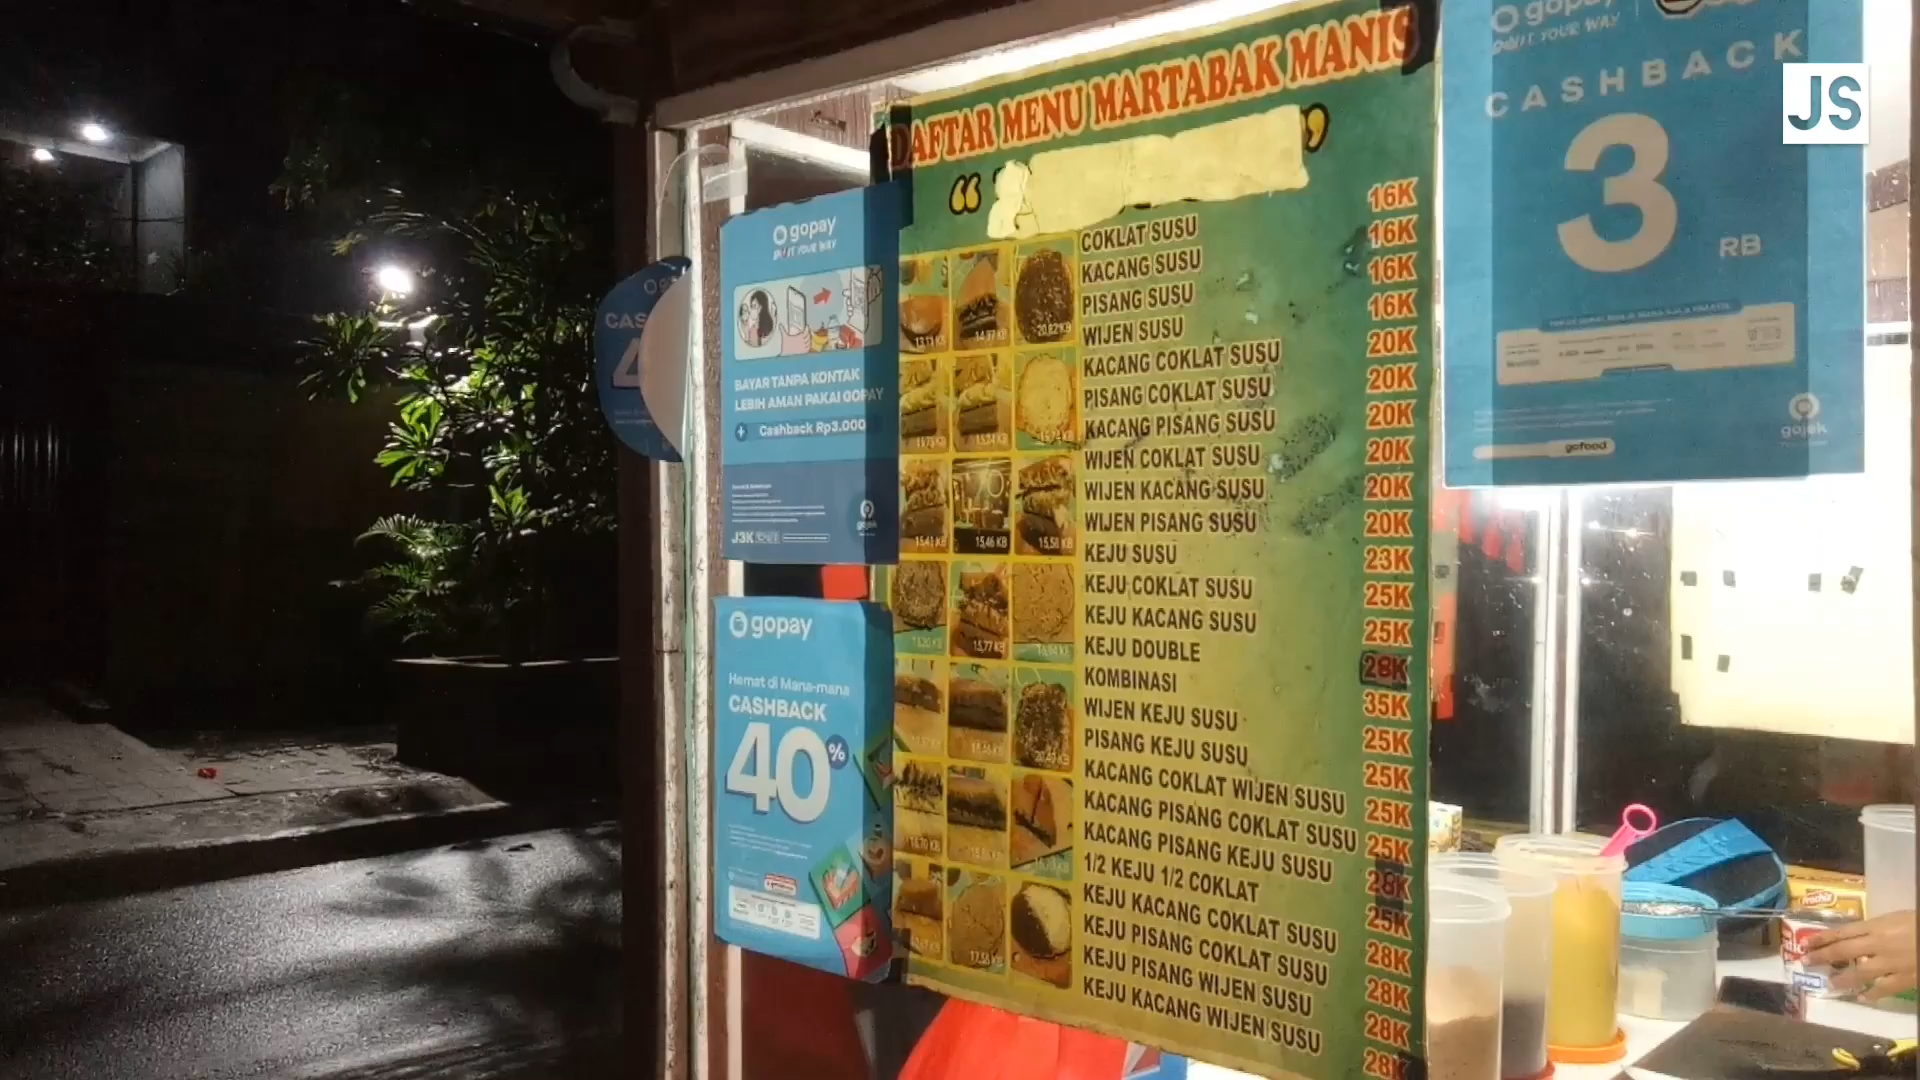 gopay
CASHBACK
3
RB
gofood
gojek
JS
DAFTAR MENU MARTABAK MANIS
COKLAT SUSU 16K
KACANG SUSU 16K
PISANG SUSU 16K
WIJEN SUSU 16K
KACANG COKLAT SUSU 20K
PISANG COKLAT SUSU 20K
KACANG PISANG SUSU 20K
WIJEN COKLAT SUSU 20K
WIJEN KACANG SUSU 20K
WIJEN PISANG SUSU 20K
KEJU SUSU 23K
KEJU COKLAT SUSU 25K
KEJU KACANG SUSU 25K
KEJU DOUBLE 28K
KOMBINASI 35K
WIJEN KEJU SUSU 25K
PISANG KEJU SUSU 25K
KACANG COKLAT WIJEN SUSU 25K
KACANG PISANG COKLAT SUSU 25K
KACANG PISANG KEJU SUSU 28K
1/2 KEJU 1/2 COKLAT 25K
KEJU KACANG COKLAT SUSU 28K
KEJU PISANG COKLAT SUSU 28K
KEJU PISANG WIJEN SUSU 28K
KEJU KACANG WIJEN SUSU 28K
gopay
BAYAR TANPA KONTAK
LEBIH AMAN PAKAI GOPAY
Cashback Rp3.000
J3K
gojek
gopay
Hemat di Mana-mana
CASHBACK
40%